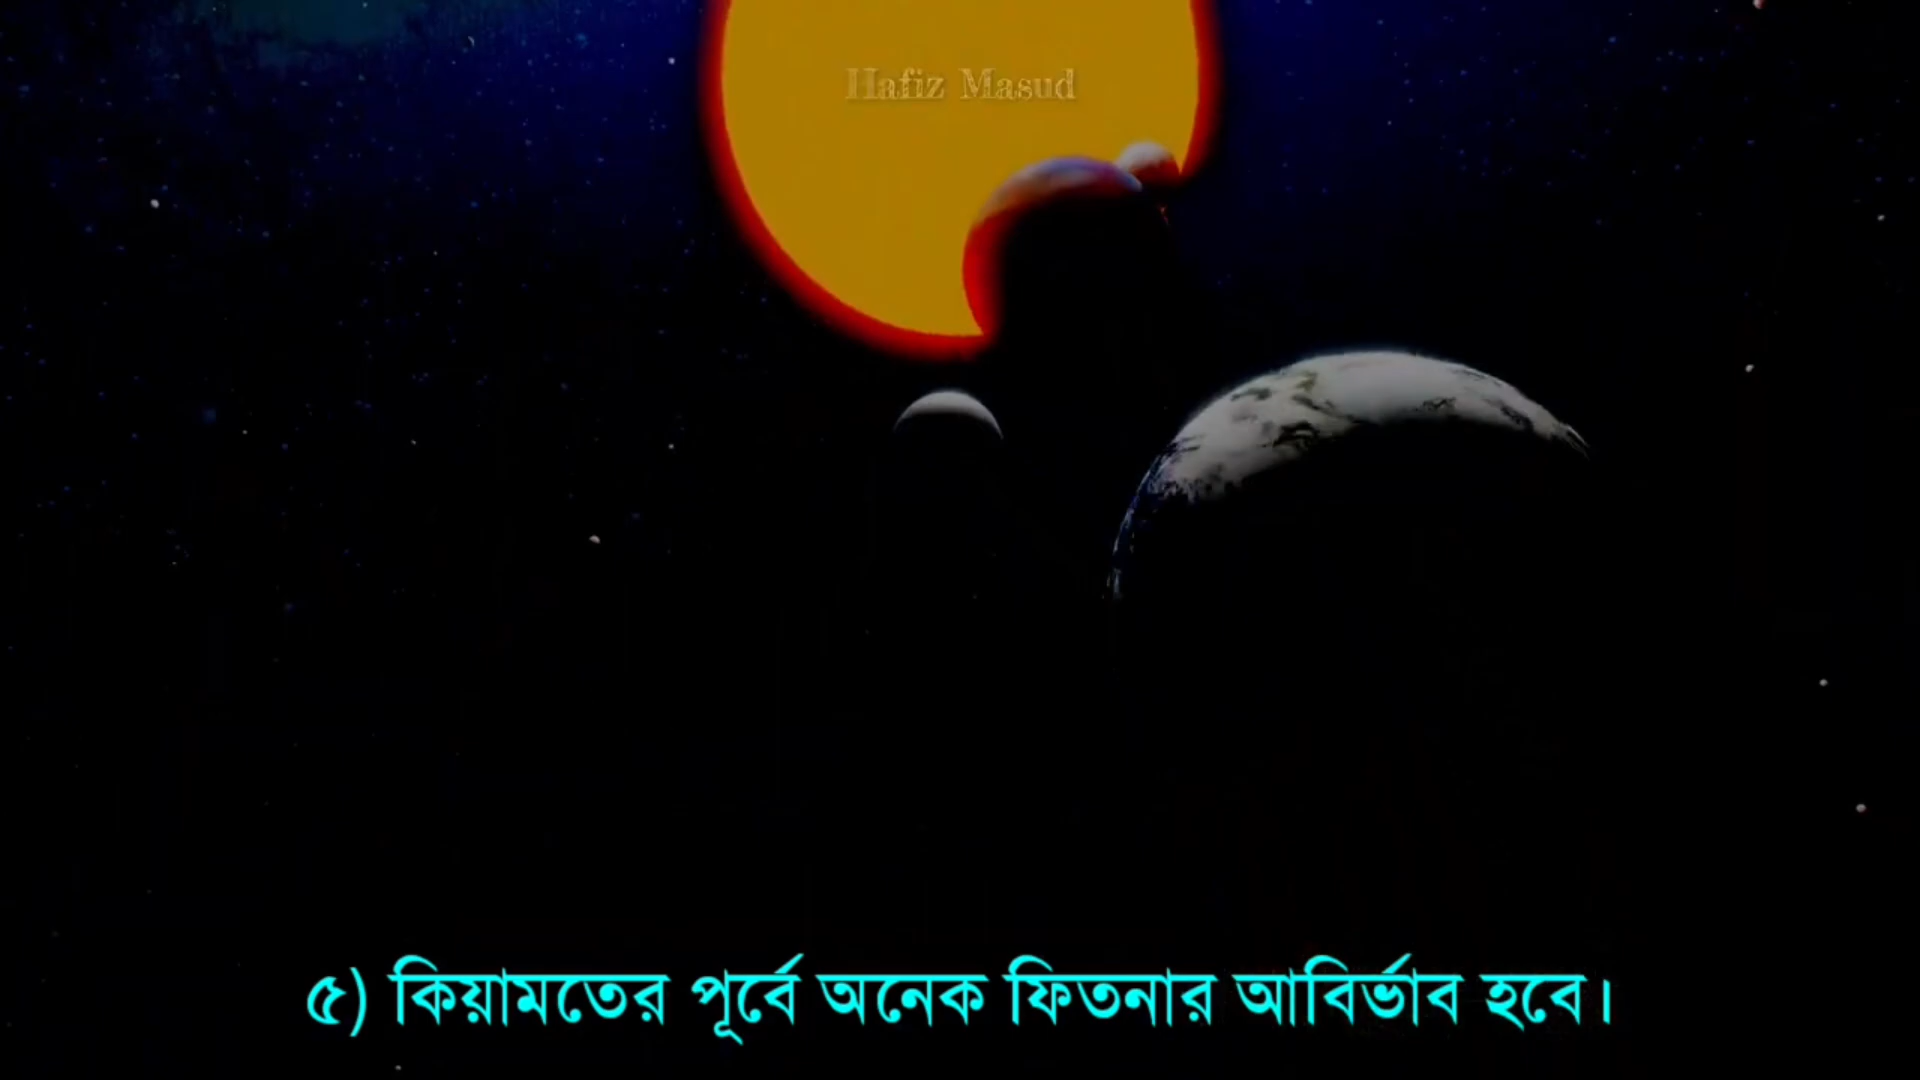 Hafiz Masud
৫) কিয়ামতের পূর্বে অনেক ফিতনার আবির্ভাব হবে।